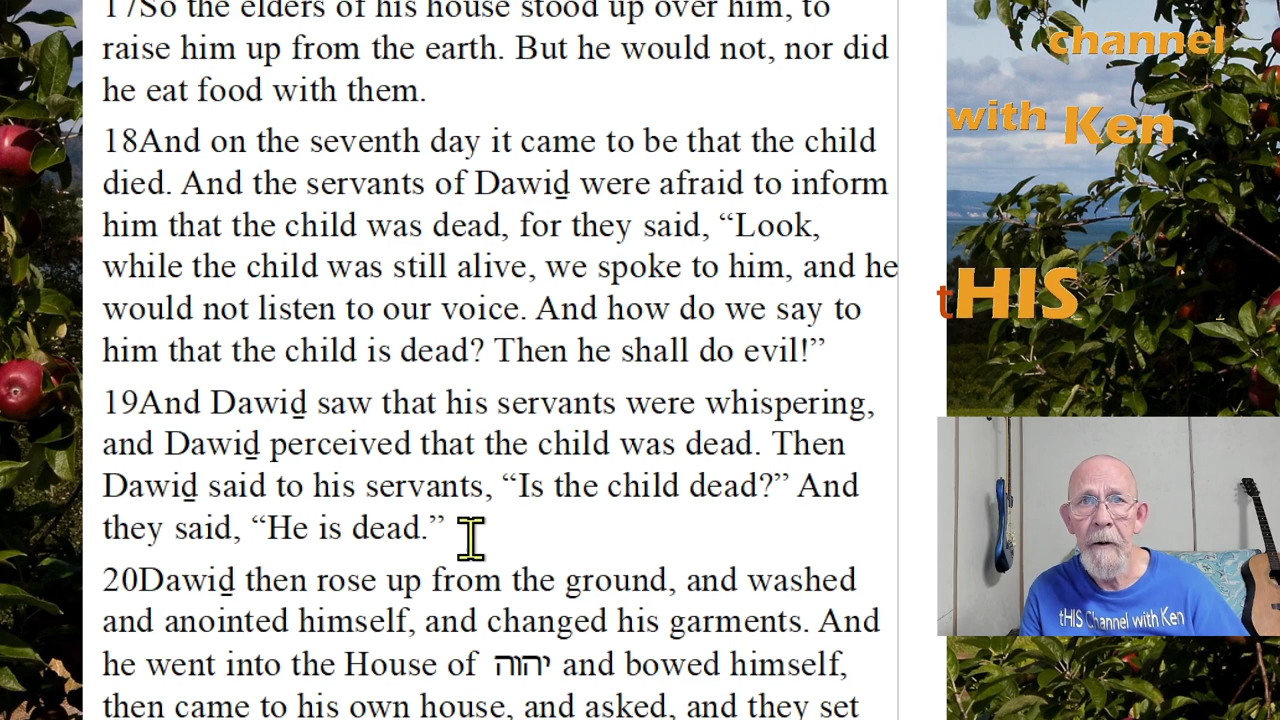 17So the elders of his house stood up over him, to
raise him up from the earth. But he would not, nor did
he eat food with them.
18And on the seventh day it came to be that the child
died. And the servants of Dawiḏ were afraid to inform
him that the child was dead, for they said, “Look,
while the child was still alive, we spoke to him, and he
would not listen to our voice. And how do we say to
him that the child is dead? Then he shall do evil!”
19And Dawiḏ saw that his servants were whispering,
and Dawiḏ perceived that the child was dead. Then
Dawiḏ said to his servants, “Is the child dead?” And
they said, “He is dead.”
20Dawiḏ then rose up from the ground, and washed
and anointed himself, and changed his garments. And
he went into the House of יהוה and bowed himself,
then came to his own house, and asked, and they set
channel
with Ken
tHIS
tHIS Channel with Ken